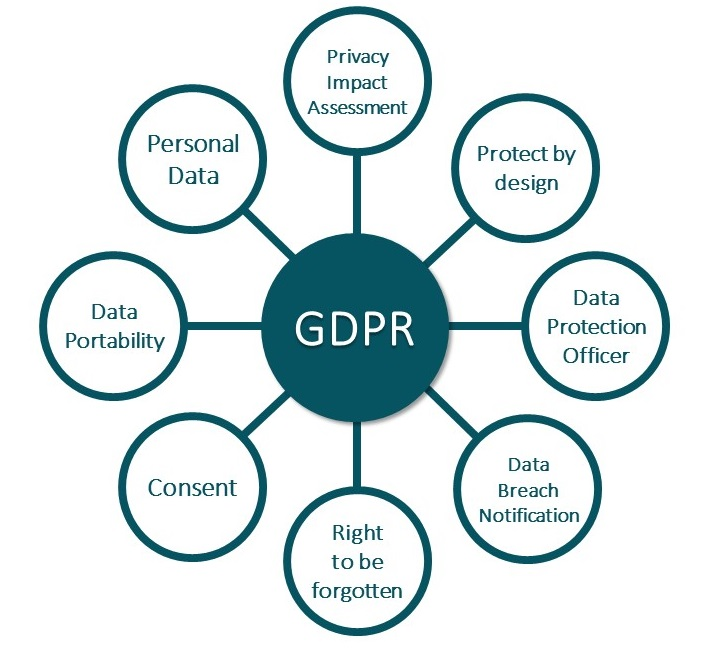 Privacy
Impact
Assessment
Protect by
design
Data
Protection
Officer
Data
Breach
Notification
Right
to be
forgotten
Consent
Data
Portability
Personal
Data
GDPR